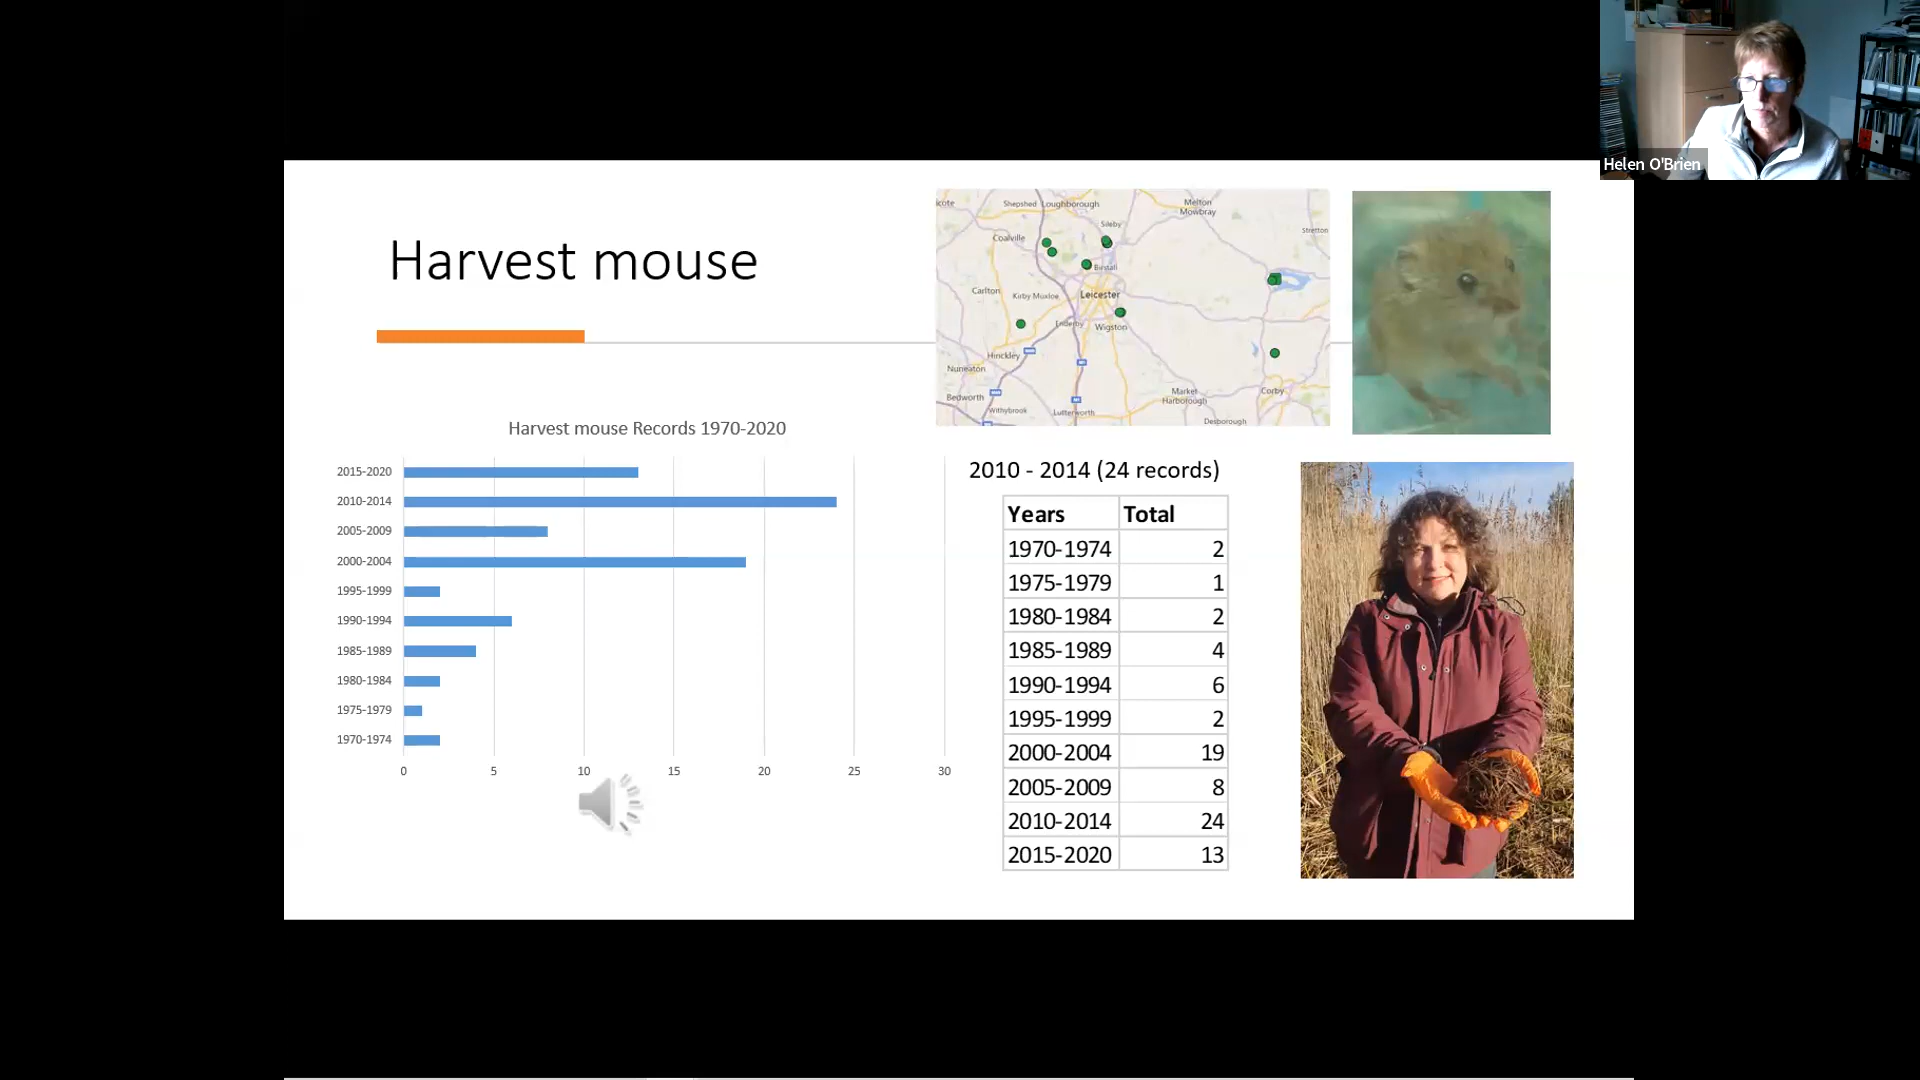 Helen O'Brien
Harvest mouse
icote
Shepshed
Loughborough
Melton
Mowbray
Sileby
Stretton
Coalville
Birstall
Carlton
Kirby Muxloe
Leicester
Enderby
Wigston
Hinckley
Nuneaton
Bedworth
Withybrook
Lutterworth
Market
Harborough
Corby
Desborough
Harvest mouse Records 1970-2020
2015-2020
2010-2014
2005-2009
2000-2004
1995-1999
1990-1994
1985-1989
1980-1984
1975-1979
1970-1974
0 5 10 15 20 25 30
2010 - 2014 (24 records)
Years Total
1970-1974 2
1975-1979 1
1980-1984 2
1985-1989 4
1990-1994 6
1995-1999 2
2000-2004 19
2005-2009 8
2010-2014 24
2015-2020 13